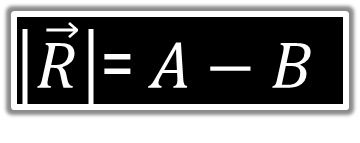 |R⃗| = A − B